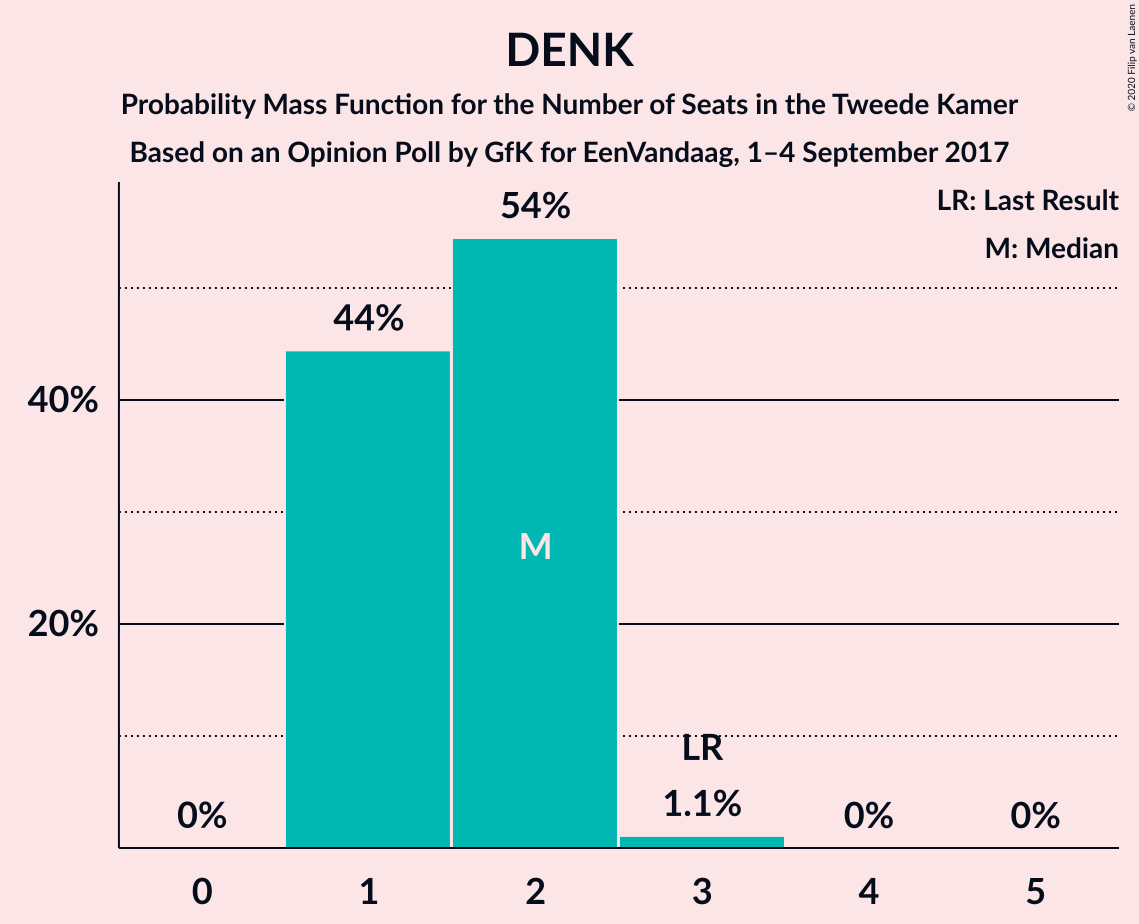 DENK
Probability Mass Function for the Number of Seats in the Tweede Kamer
Based on an Opinion Poll by GfK for EenVandaag, 1–4 September 2017
© 2020 Filip van Laenen
LR: Last Result
M: Median
54%
44%
40%
M
20%
LR
1.1%
0%
0%
0%
0 1 2 3 4 5